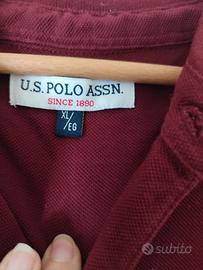 U.S. POLO ASSN.
SINCE 1890
XL/
EG
subito